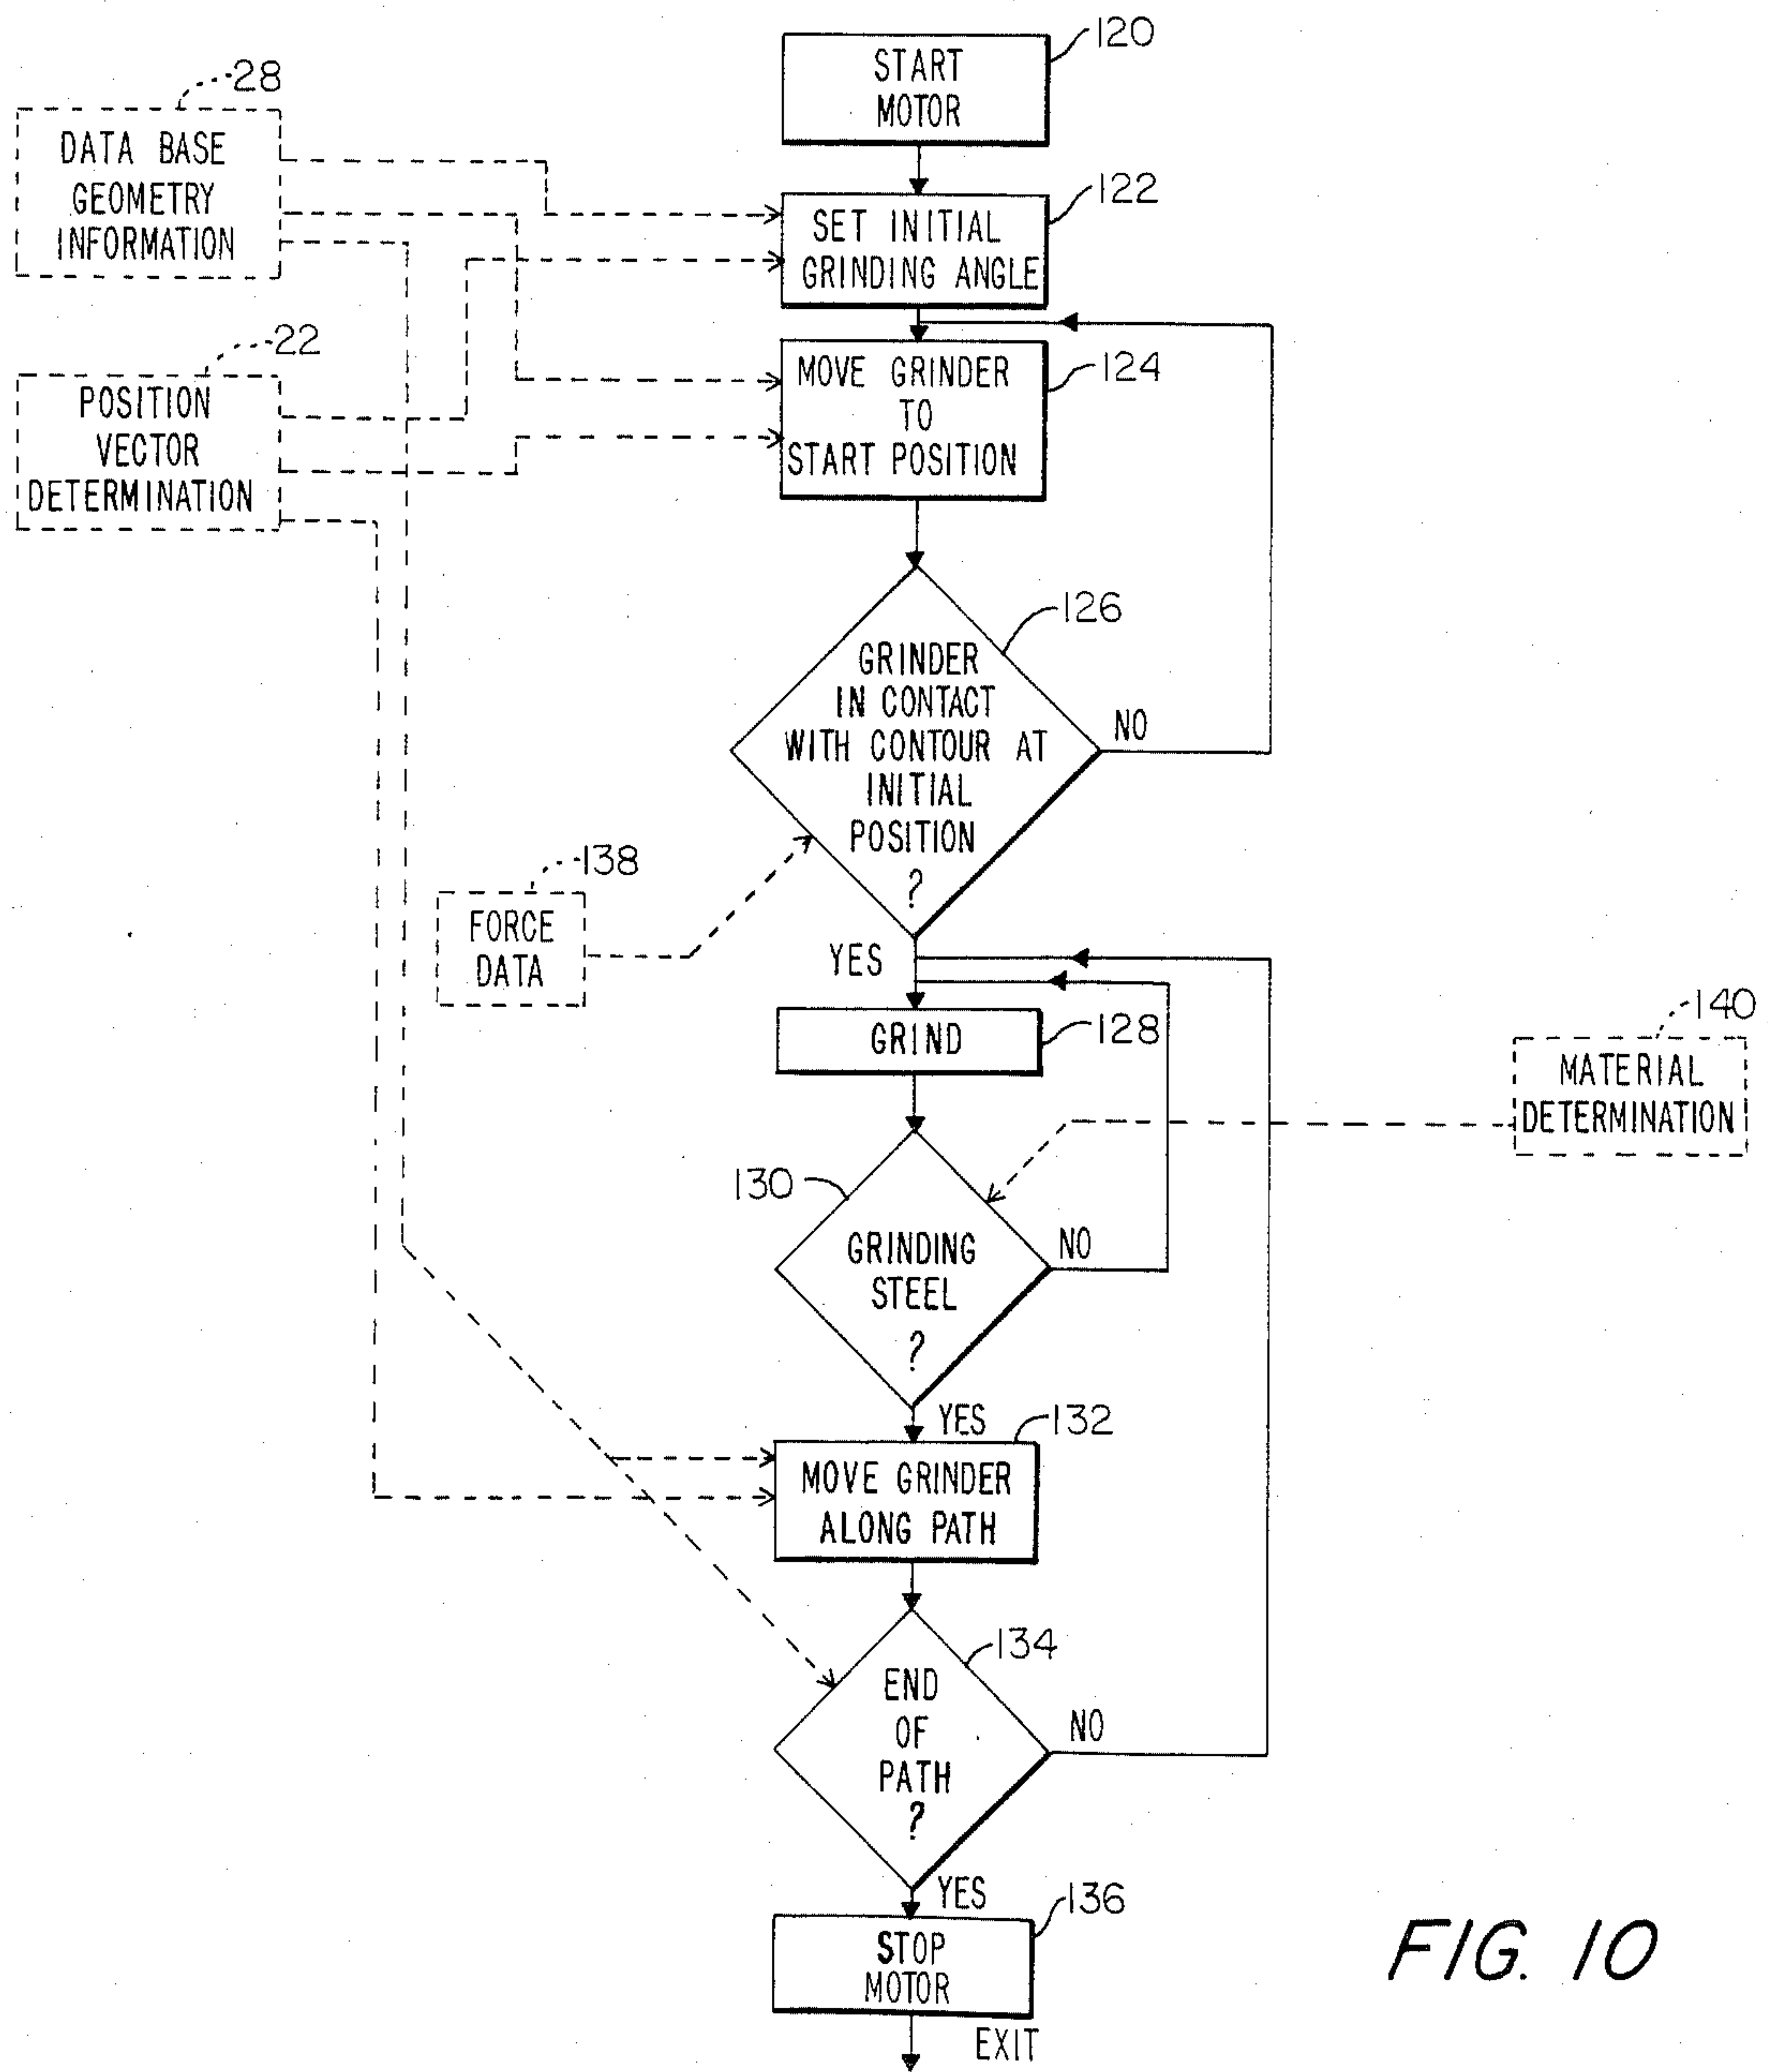 120
START
MOTOR
28
DATA BASE
GEOMETRY
INFORMATION
122
SET INITIAL
GRINDING ANGLE
22
POSITION
VECTOR
DETERMINATION
124
MOVE GRINDER
TO
START POSITION
126
GRINDER
IN CONTACT
WITH CONTOUR AT
INITIAL
POSITION
?
NO
138
FORCE
DATA
YES
128
GRIND
140
MATERIAL
DETERMINATION
130
GRINDING
STEEL
?
NO
YES
132
MOVE GRINDER
ALONG PATH
134
END
OF
PATH
?
NO
YES
136
STOP
MOTOR
EXIT
FIG. 10